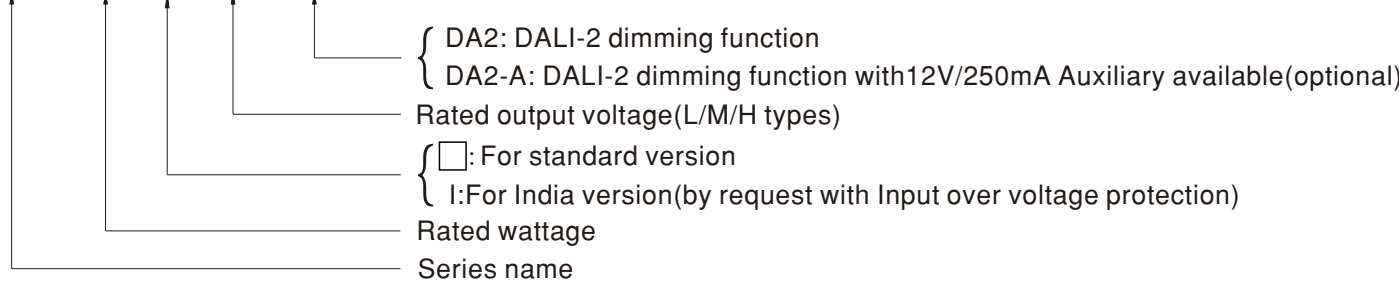 DA2: DALI-2 dimming function
DA2-A: DALI-2 dimming function with12V/250mA Auxiliary available(optional)
Rated output voltage(L/M/H types)
□: For standard version
I:For India version(by request with Input over voltage protection)
Rated wattage
Series name